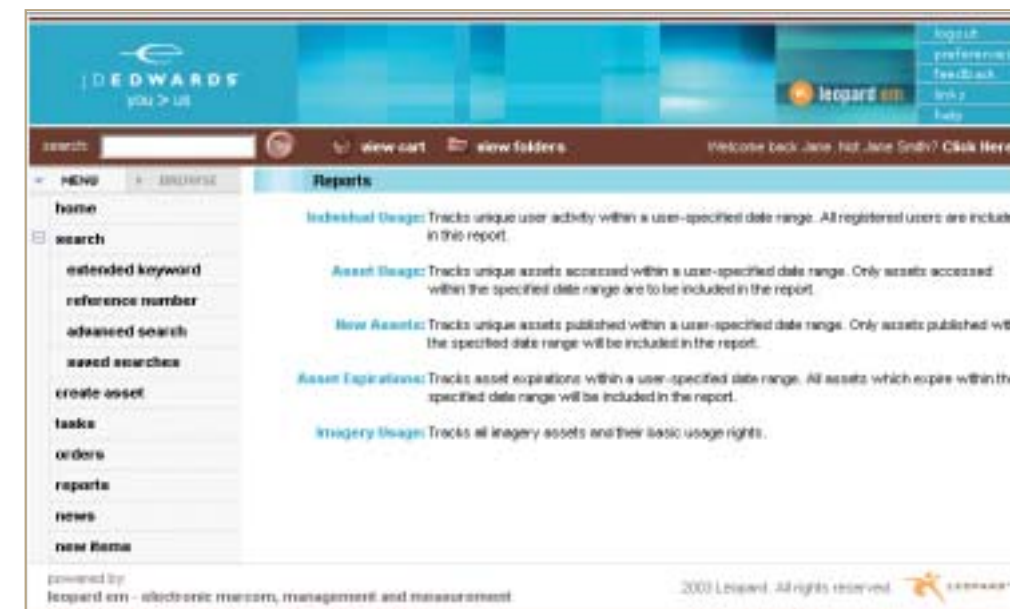 JDEDWARDS
you > us
leopard em
logout
preferences
feedback
links
help
search:
view cart
view folders
Welcome back Jane. Not Jane Smith? Click Here
MENU
BROWSE
Reports
home
search
extended keyword
reference number
advanced search
saved searches
create asset
tasks
orders
reports
news
new items
Individual Usage: Tracks unique user activity within a user-specified date range. All registered users are include
in this report.
Asset Usage: Tracks unique assets accessed within a user-specified date range. Only assets accessed
within the specified date range are to be included in the report.
New Assets: Tracks unique assets published within a user-specified date range. Only assets published wit
the specified date range will be included in the report.
Asset Expirations: Tracks asset expirations within a user-specified date range. All assets which expire within the
specified date range will be included in the report.
Imagery Usage: Tracks all imagery assets and their basic usage rights.
powered by
leopard em - electronic marcom, management and measurement
2003 Leopard. All rights reserved.
LEOPARD